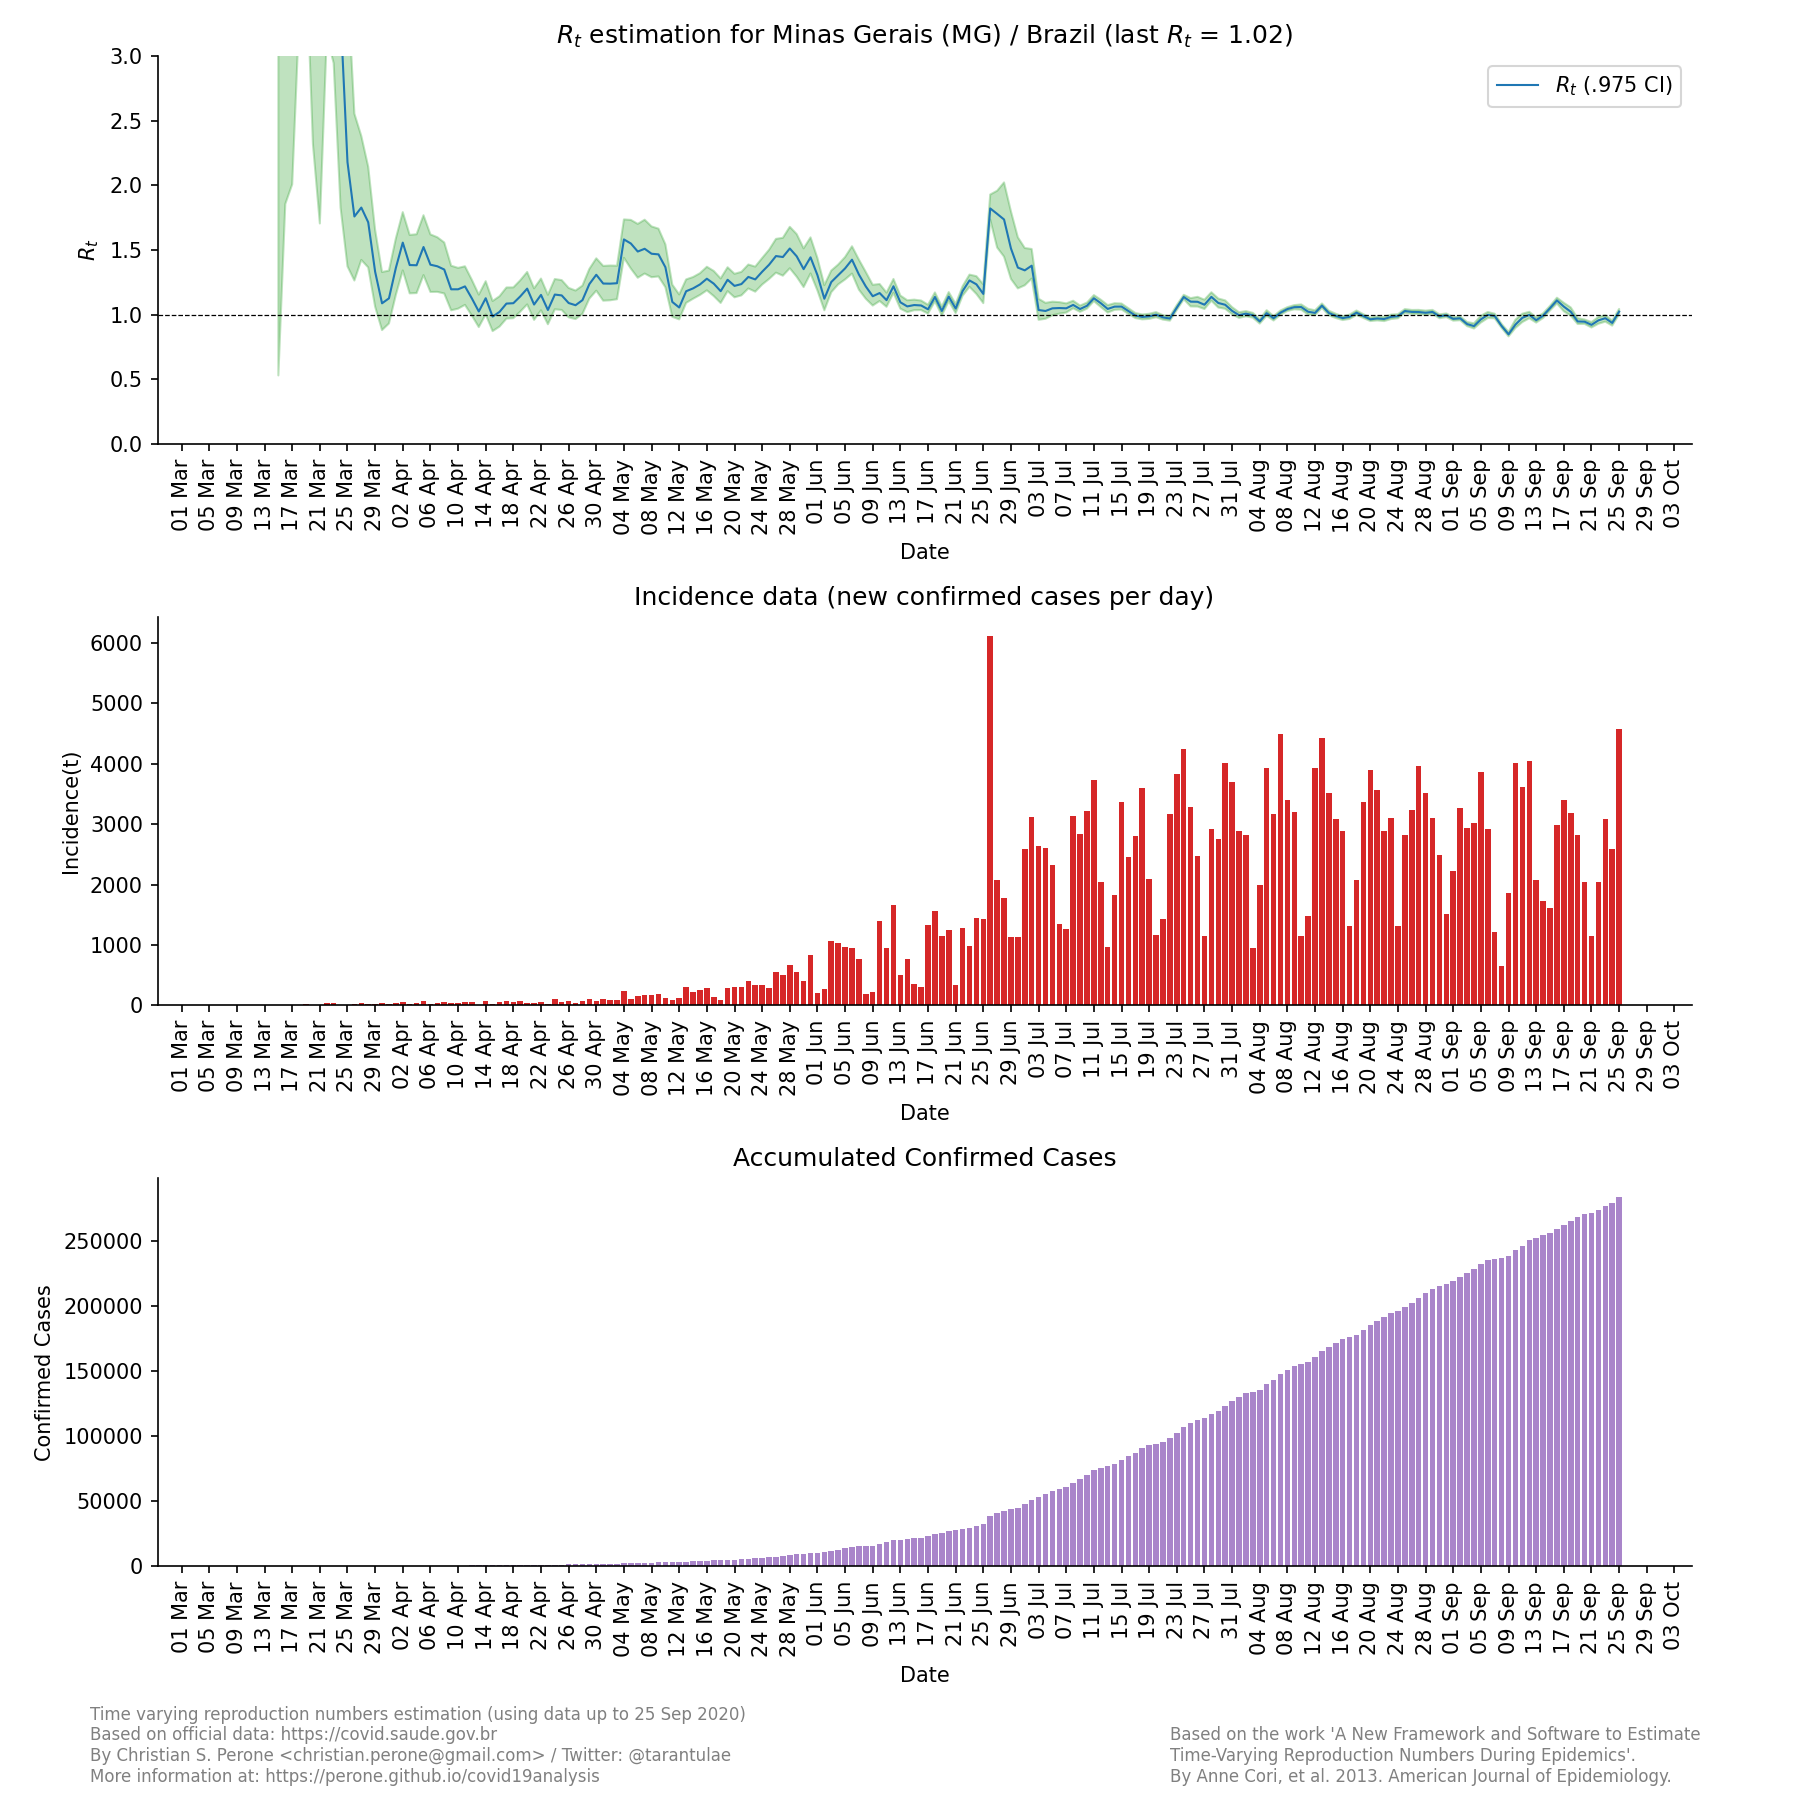 Rt estimation for Minas Gerais (MG) / Brazil (last Rt = 1.02)
Rt (.975 CI)
Rt
3.0
2.5
2.0
1.5
1.0
0.5
0.0
01 Mar 05 Mar 09 Mar 13 Mar 17 Mar 21 Mar 25 Mar 29 Mar 02 Apr 06 Apr 10 Apr 14 Apr 18 Apr 22 Apr 26 Apr 30 Apr 04 May 08 May 12 May 16 May 20 May 24 May 28 May 01 Jun 05 Jun 09 Jun 13 Jun 17 Jun 21 Jun 25 Jun 29 Jun 03 Jul 07 Jul 11 Jul 15 Jul 19 Jul 23 Jul 27 Jul 31 Jul 04 Aug 08 Aug 12 Aug 16 Aug 20 Aug 24 Aug 28 Aug 01 Sep 05 Sep 09 Sep 13 Sep 17 Sep 21 Sep 25 Sep 29 Sep 03 Oct
Date
Incidence data (new confirmed cases per day)
Incidence(t)
6000
5000
4000
3000
2000
1000
0
01 Mar 05 Mar 09 Mar 13 Mar 17 Mar 21 Mar 25 Mar 29 Mar 02 Apr 06 Apr 10 Apr 14 Apr 18 Apr 22 Apr 26 Apr 30 Apr 04 May 08 May 12 May 16 May 20 May 24 May 28 May 01 Jun 05 Jun 09 Jun 13 Jun 17 Jun 21 Jun 25 Jun 29 Jun 03 Jul 07 Jul 11 Jul 15 Jul 19 Jul 23 Jul 27 Jul 31 Jul 04 Aug 08 Aug 12 Aug 16 Aug 20 Aug 24 Aug 28 Aug 01 Sep 05 Sep 09 Sep 13 Sep 17 Sep 21 Sep 25 Sep 29 Sep 03 Oct
Date
Accumulated Confirmed Cases
Confirmed Cases
250000
200000
150000
100000
50000
0
01 Mar 05 Mar 09 Mar 13 Mar 17 Mar 21 Mar 25 Mar 29 Mar 02 Apr 06 Apr 10 Apr 14 Apr 18 Apr 22 Apr 26 Apr 30 Apr 04 May 08 May 12 May 16 May 20 May 24 May 28 May 01 Jun 05 Jun 09 Jun 13 Jun 17 Jun 21 Jun 25 Jun 29 Jun 03 Jul 07 Jul 11 Jul 15 Jul 19 Jul 23 Jul 27 Jul 31 Jul 04 Aug 08 Aug 12 Aug 16 Aug 20 Aug 24 Aug 28 Aug 01 Sep 05 Sep 09 Sep 13 Sep 17 Sep 21 Sep 25 Sep 29 Sep 03 Oct
Date
Time varying reproduction numbers estimation (using data up to 25 Sep 2020)
Based on official data: https://covid.saude.gov.br
By Christian S. Perone <christian.perone@gmail.com> / Twitter: @tarantulae
More information at: https://perone.github.io/covid19analysis
Based on the work 'A New Framework and Software to Estimate
Time-Varying Reproduction Numbers During Epidemics'.
By Anne Cori, et al. 2013. American Journal of Epidemiology.